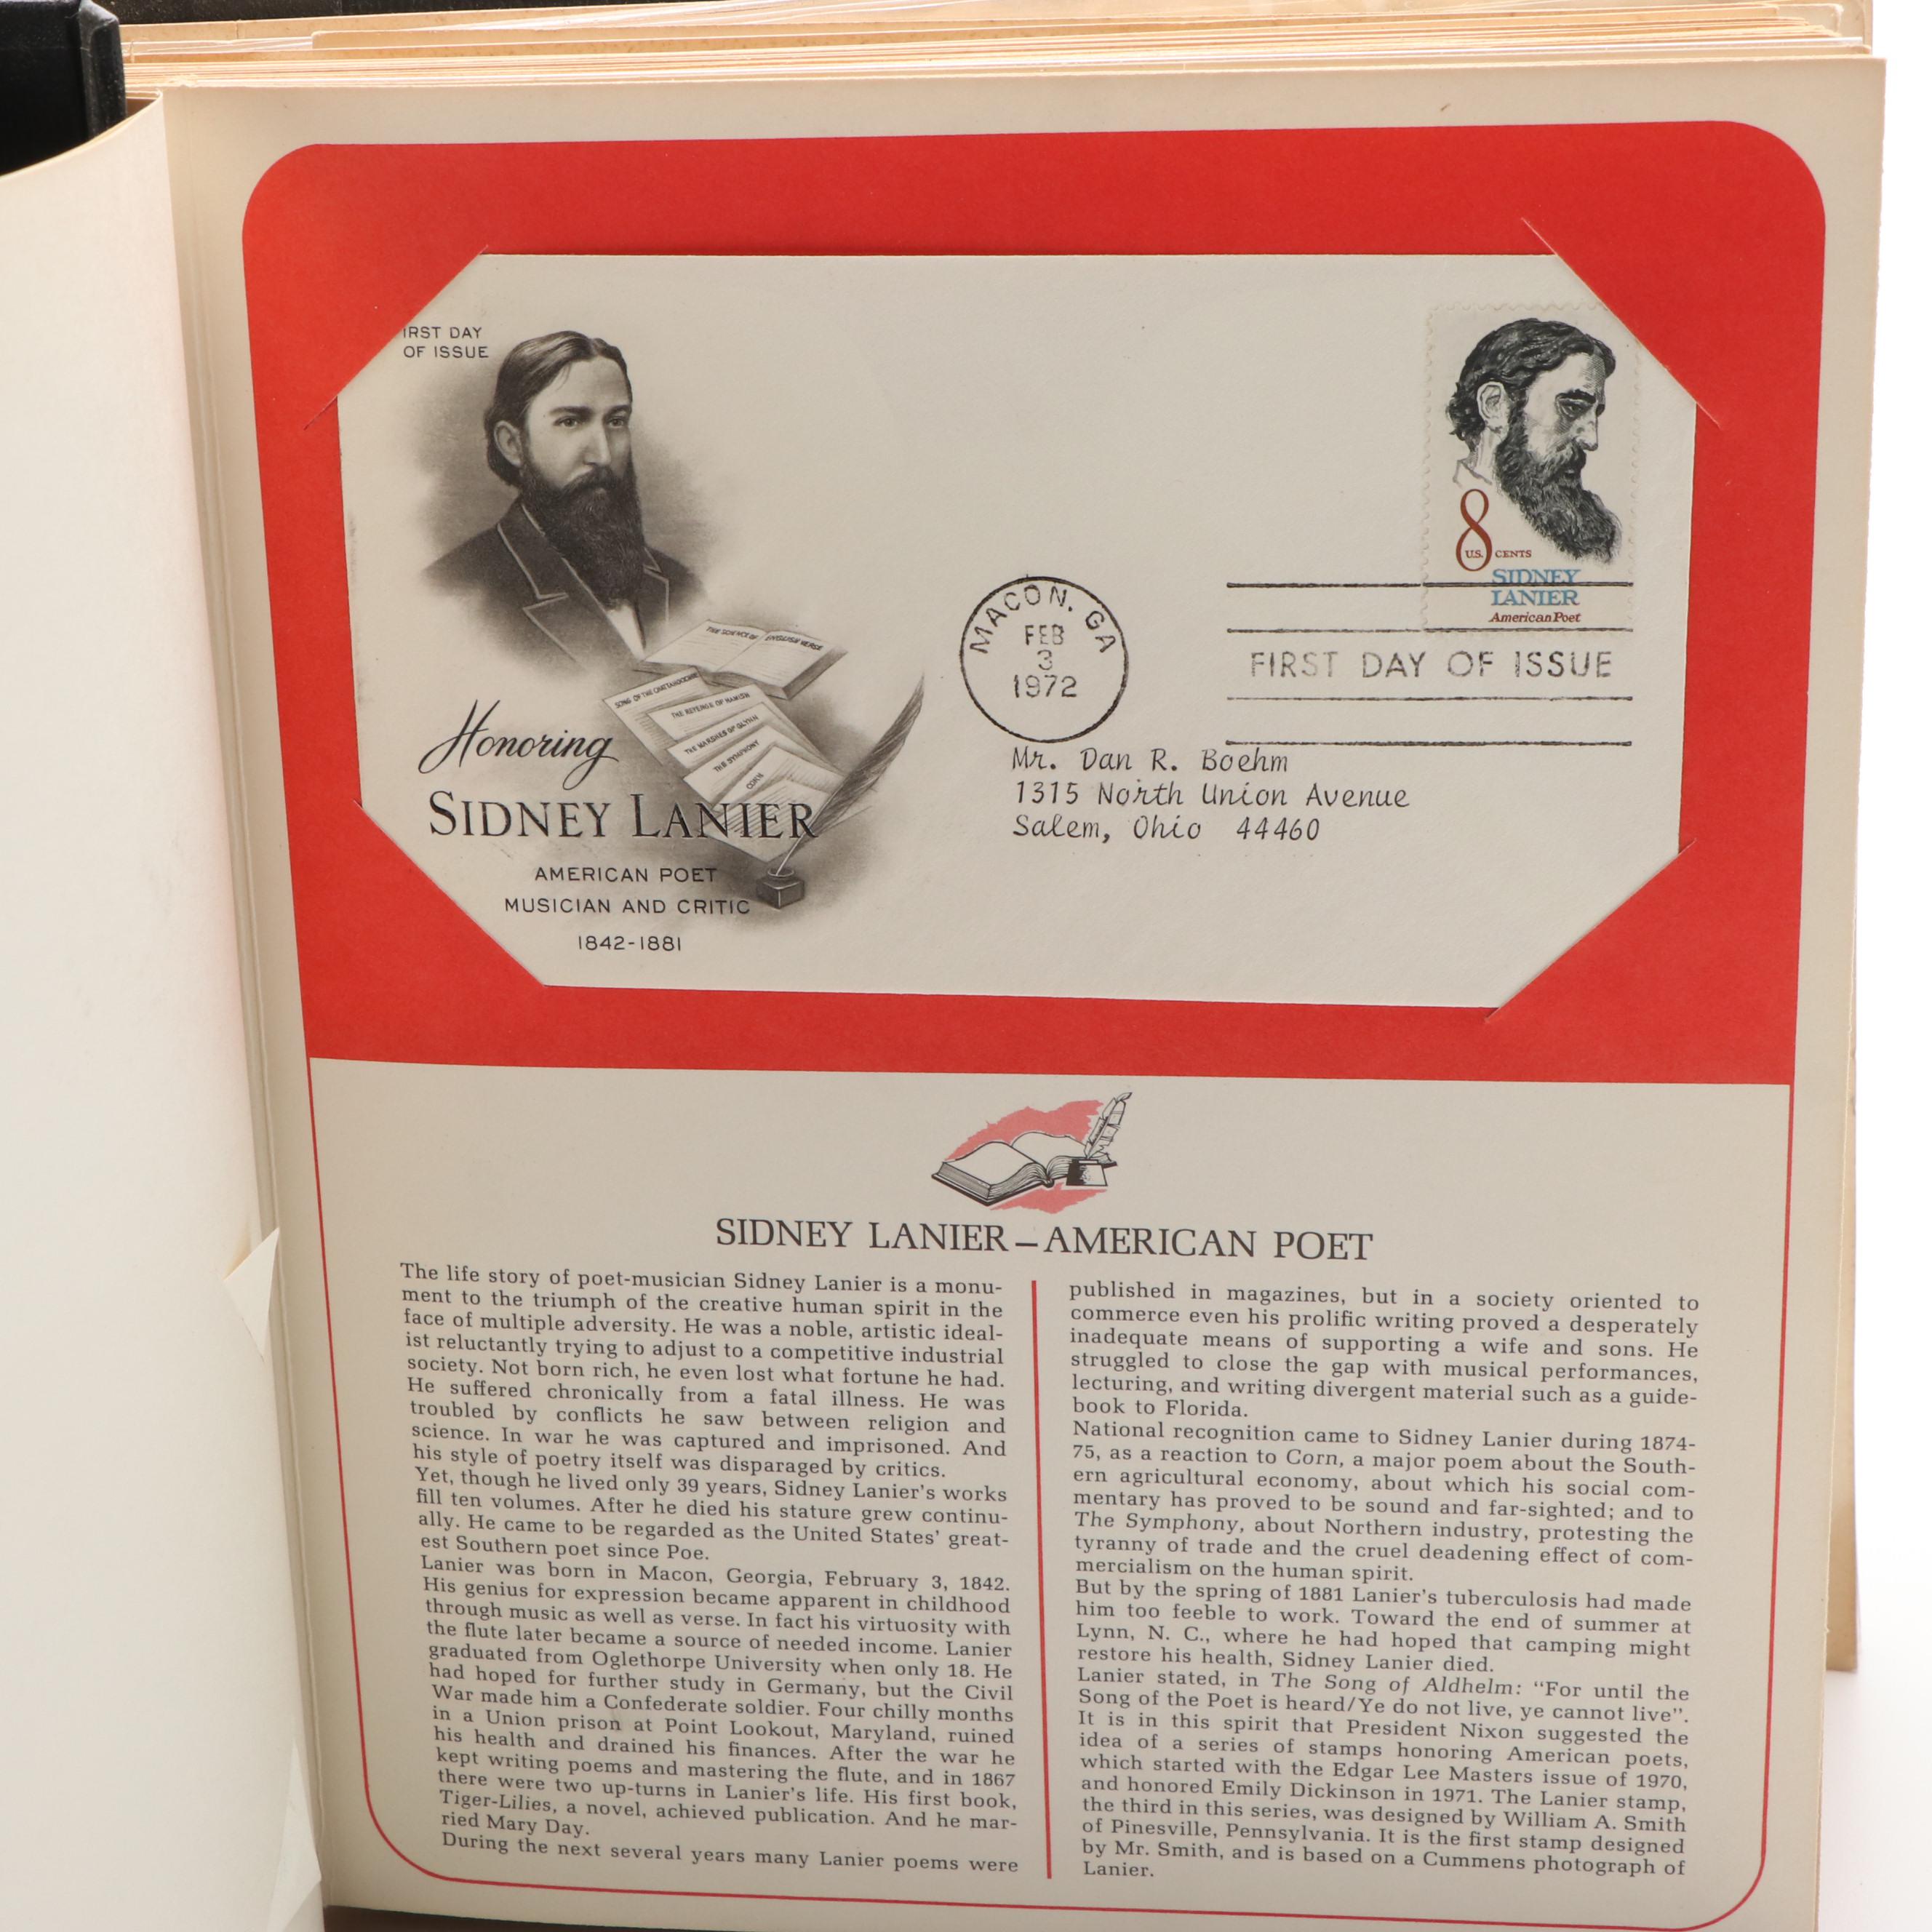 IRST DAY
OF ISSUE
8
U.S. CENTS
SIDNEY
LANIER
American Poet
MACON, GA
FEB
3
1972
FIRST DAY OF ISSUE
THE SCIENCE OF ENGLISH VERSE
SONG OF THE CHATTAHOOCHEE
THE REVENGE OF HAMISH
THE MARSHES OF GLYNN
THE SYMPHONY
CORN
Honoring
SIDNEY LANIER
AMERICAN POET
MUSICIAN AND CRITIC
1842-1881
Mr. Dan R. Boehm
1315 North Union Avenue
Salem, Ohio 44460
SIDNEY LANIER – AMERICAN POET
The life story of poet-musician Sidney Lanier is a monu-
ment to the triumph of the creative human spirit in the
face of multiple adversity. He was a noble, artistic ideal-
ist reluctantly trying to adjust to a competitive industrial
society. Not born rich, he even lost what fortune he had.
He suffered chronically from a fatal illness. He was
troubled by conflicts he saw between religion and
science. In war he was captured and imprisoned. And
his style of poetry itself was disparaged by critics.
Yet, though he lived only 39 years, Sidney Lanier's works
fill ten volumes. After he died his stature grew continu-
ally. He came to be regarded as the United States' great-
est Southern poet since Poe.
Lanier was born in Macon, Georgia, February 3, 1842.
His genius for expression became apparent in childhood
through music as well as verse. In fact his virtuosity with
the flute later became a source of needed income. Lanier
graduated from Oglethorpe University when only 18. He
had hoped for further study in Germany, but the Civil
War made him a Confederate soldier. Four chilly months
in a Union prison at Point Lookout, Maryland, ruined
his health and drained his finances. After the war he
kept writing poems and mastering the flute, and in 1867
there were two up-turns in Lanier's life. His first book,
Tiger-Lilies, a novel, achieved publication. And he mar-
ried Mary Day.
During the next several years many Lanier poems were
published in magazines, but in a society oriented to
commerce even his prolific writing proved a desperately
inadequate means of supporting a wife and sons. He
struggled to close the gap with musical performances,
lecturing, and writing divergent material such as a guide-
book to Florida.
National recognition came to Sidney Lanier during 1874-
75, as a reaction to Corn, a major poem about the South-
ern agricultural economy, about which his social com-
mentary has proved to be sound and far-sighted; and to
The Symphony, about Northern industry, protesting the
tyranny of trade and the cruel deadening effect of com-
mercialism on the human spirit.
But by the spring of 1881 Lanier's tuberculosis had made
him too feeble to work. Toward the end of summer at
Lynn, N. C., where he had hoped that camping might
restore his health, Sidney Lanier died.
Lanier stated, in The Song of Aldhelm: "For until the
Song of the Poet is heard/Ye do not live, ye cannot live".
It is in this spirit that President Nixon suggested the
idea of a series of stamps honoring American poets,
which started with the Edgar Lee Masters issue of 1970,
and honored Emily Dickinson in 1971. The Lanier stamp,
the third in this series, was designed by William A. Smith
of Pinesville, Pennsylvania. It is the first stamp designed
by Mr. Smith, and is based on a Cummens photograph of
Lanier.